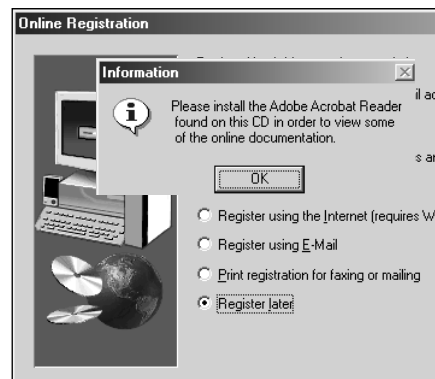 Online Registration
Information
Please install the Adobe Acrobat Reader
found on this CD in order to view some
of the online documentation.
OK
Register using the Internet (requires W
Register using E-Mail
Print registration for faxing or mailing
Register later